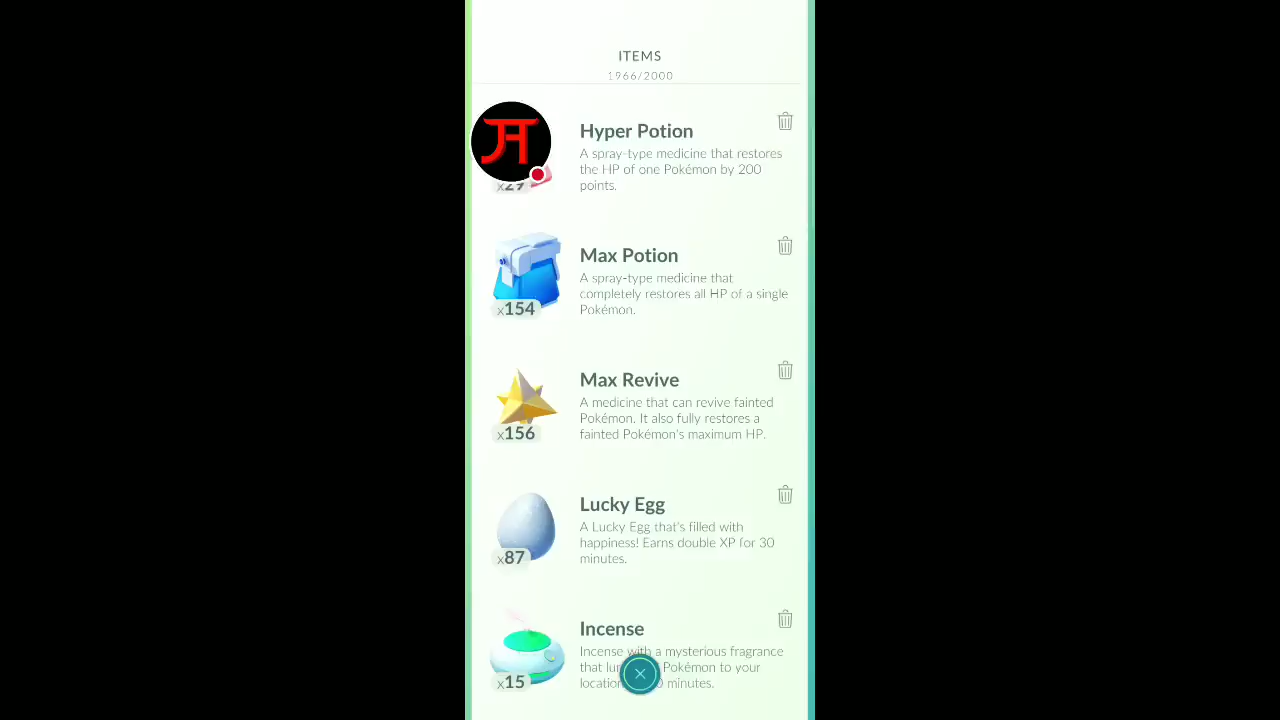 ITEMS
1966/2000
Hyper Potion
A spray-type medicine that restores
the HP of one Pokémon by 200
points.
x29
Max Potion
A spray-type medicine that
completely restores all HP of a single
Pokémon.
x154
Max Revive
A medicine that can revive fainted
Pokémon. It also fully restores a
fainted Pokémon's maximum HP.
x156
Lucky Egg
A Lucky Egg that's filled with
happiness! Earns double XP for 30
minutes.
x87
Incense
Incense with a mysterious fragrance
that Pokémon to your
minutes.
x15